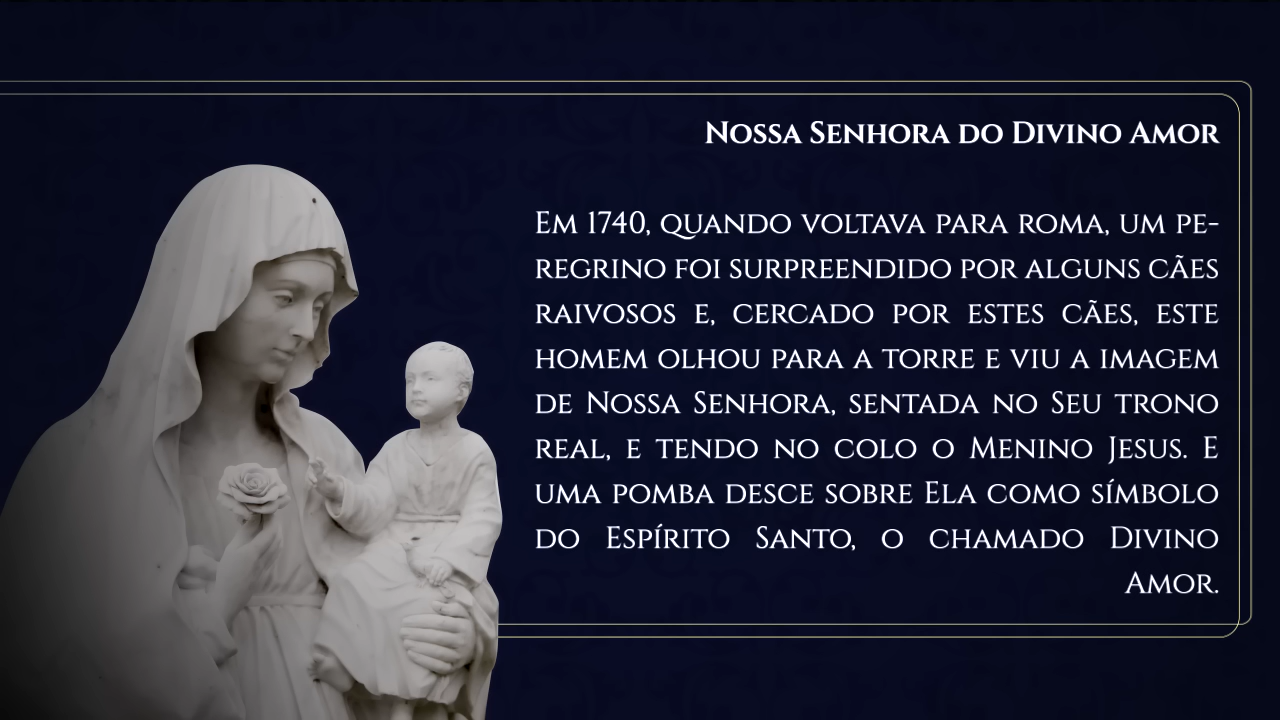 Nossa Senhora do Divino Amor
Em 1740, quando voltava para Roma, um pe-
regrino foi surpreendido por alguns cães
raivosos e, cercado por estes cães, este
homem olhou para a torre e viu a imagem
de Nossa Senhora, sentada no Seu trono
real, e tendo no colo o Menino Jesus. E
uma pomba desce sobre Ela como símbolo
do Espírito Santo, o chamado Divino
Amor.